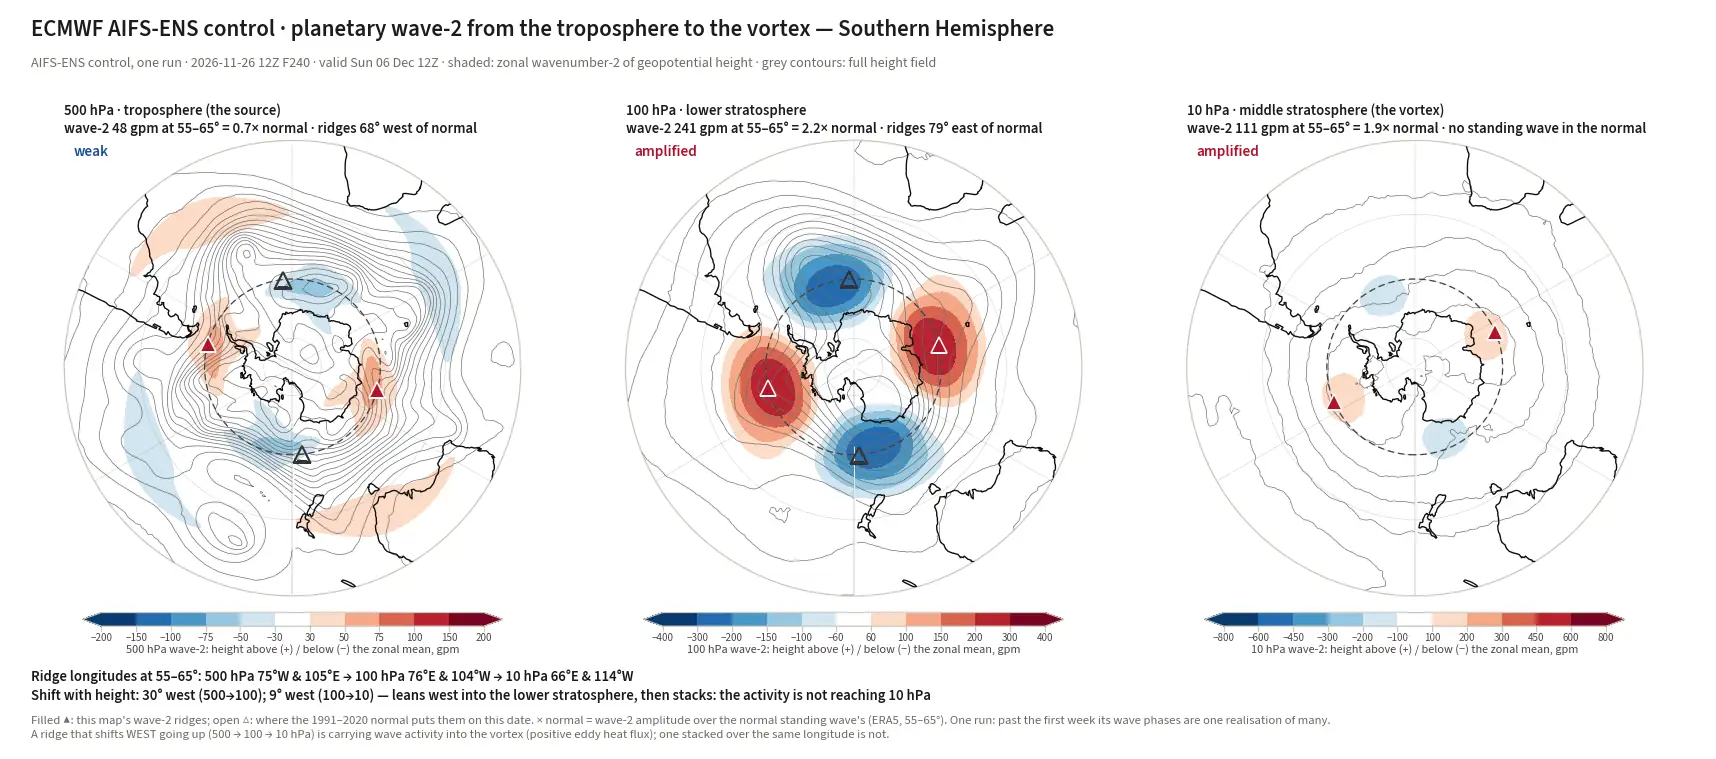 ECMWF AIFS-ENS control · planetary wave-2 from the troposphere to the vortex — Southern Hemisphere
AIFS-ENS control, one run · 2026-11-26 12Z F240 · valid Sun 06 Dec 12Z · shaded: zonal wavenumber-2 of geopotential height · grey contours: full height field
500 hPa · troposphere (the source)
wave-2 48 gpm at 55–65° = 0.7× normal · ridges 68° west of normal
weak
100 hPa · lower stratosphere
wave-2 241 gpm at 55–65° = 2.2× normal · ridges 79° east of normal
amplified
10 hPa · middle stratosphere (the vortex)
wave-2 111 gpm at 55–65° = 1.9× normal · no standing wave in the normal
amplified
−200 −150 −100 −75 −50 −30 30 50 75 100 150 200
500 hPa wave-2: height above (+) / below (−) the zonal mean, gpm
−400 −300 −200 −150 −100 −60 60 100 150 200 300 400
100 hPa wave-2: height above (+) / below (−) the zonal mean, gpm
−800 −600 −450 −300 −200 −100 100 200 300 450 600 800
10 hPa wave-2: height above (+) / below (−) the zonal mean, gpm
Ridge longitudes at 55–65°: 500 hPa 75°W & 105°E → 100 hPa 76°E & 104°W → 10 hPa 66°E & 114°W
Shift with height: 30° west (500→100); 9° west (100→10) — leans west into the lower stratosphere, then stacks: the activity is not reaching 10 hPa
Filled ▲: this map's wave-2 ridges; open △: where the 1991–2020 normal puts them on this date. × normal = wave-2 amplitude over the normal standing wave's (ERA5, 55–65°). One run: past the first week its wave phases are one realisation of many.
A ridge that shifts WEST going up (500 → 100 → 10 hPa) is carrying wave activity into the vortex (positive eddy heat flux); one stacked over the same longitude is not.